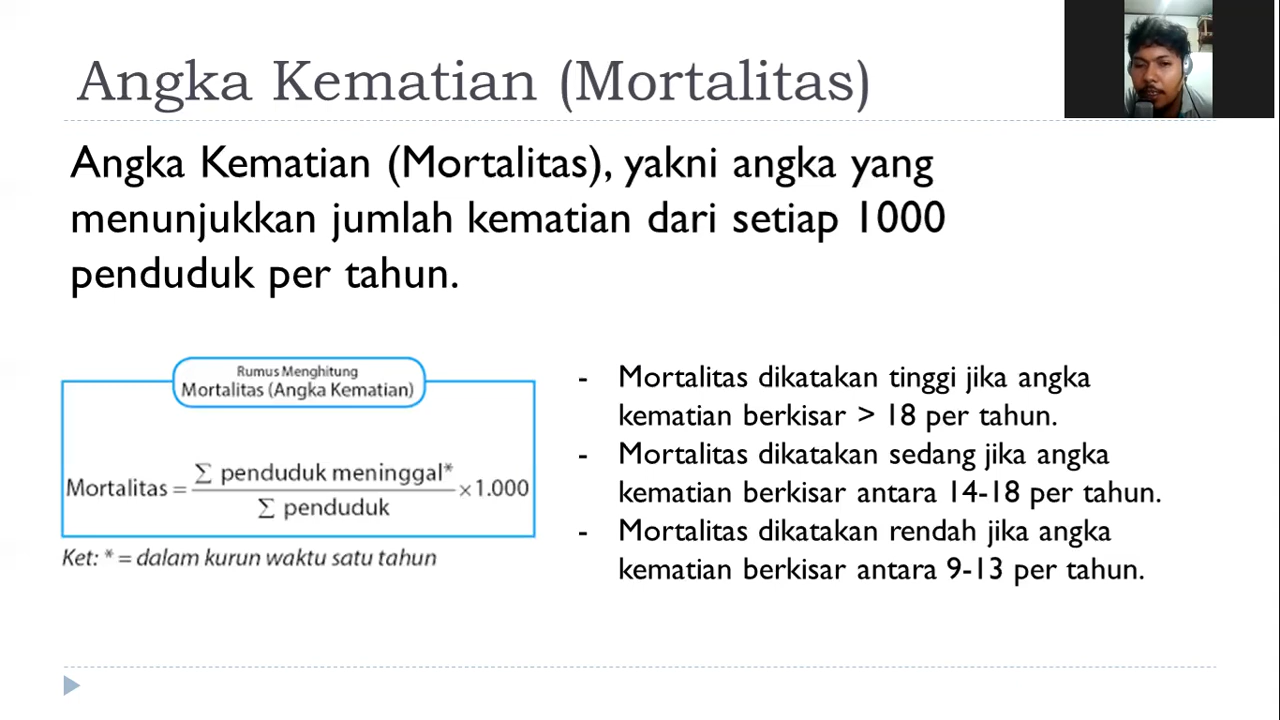 Angka Kematian (Mortalitas)
Angka Kematian (Mortalitas), yakni angka yang
menunjukkan jumlah kematian dari setiap 1000
penduduk per tahun.
Rumus Menghitung
Mortalitas (Angka Kematian)
Mortalitas = ∑ penduduk meninggal* / ∑ penduduk ×1.000
Ket: * = dalam kurun waktu satu tahun
- Mortalitas dikatakan tinggi jika angka
kematian berkisar > 18 per tahun.
- Mortalitas dikatakan sedang jika angka
kematian berkisar antara 14-18 per tahun.
- Mortalitas dikatakan rendah jika angka
kematian berkisar antara 9-13 per tahun.